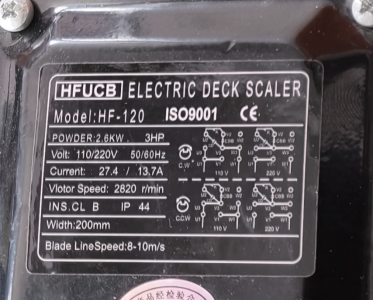 HFUCB ELECTRIC DECK SCALER
Model:HF-120 ISO9001 CE
POWDER:2.6KW 3HP
Volt: 110/220V 50/60Hz
Current: 27.4 / 13.7A
Vlotor Speed: 2820 r/min
INS.CL B IP 44
Width:200mm
Blade LineSpeed:8-10m/s
C.W
110 V
220 V
C.C.W
110 V
220 V